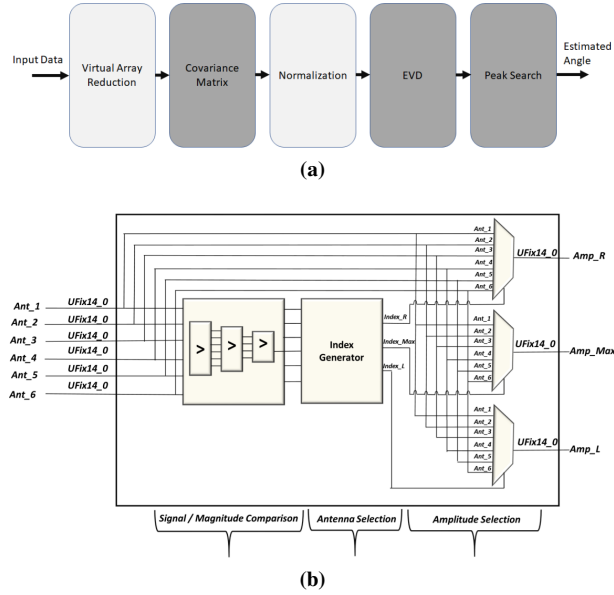 Input Data
Virtual Array
Reduction
Covariance
Matrix
Normalization
EVD
Peak Search
Estimated
Angle
(a)
Ant_1
Ant_2
Ant_3
Ant_4
Ant_5
Ant_6
UFix14_0
Amp_R
Ant_1 UFix14_0
Ant_2 UFix14_0
Ant_3 UFix14_0
Ant_4 UFix14_0
Ant_5 UFix14_0
Ant_6 UFix14_0
>
>
>
Index
Generator
Index_R
Index_Max
Index_L
Ant_1
Ant_2
Ant_3
Ant_4
Ant_5
Ant_6
UFix14_0
Amp_Max
Ant_1
Ant_2
Ant_3
Ant_4
Ant_5
Ant_6
UFix14_0
Amp_L
Signal / Magnitude Comparison
Antenna Selection
Amplitude Selection
(b)